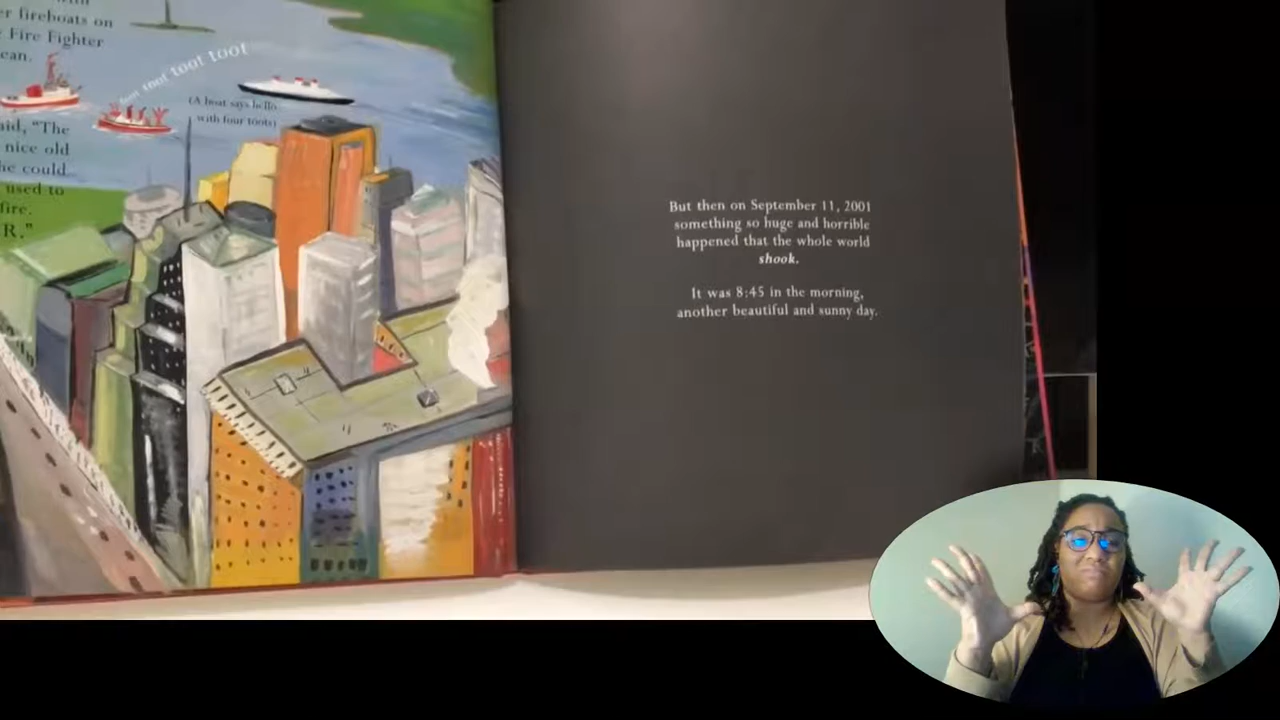 er fireboats on
Fire Fighter
ean.
toot toot toot toot
(A boat says hello
with four toots)
aid, "The
nice old
he could
used to
fire.
R."
But then on September 11, 2001
something so huge and horrible
happened that the whole world
shook.
It was 8:45 in the morning,
another beautiful and sunny day.